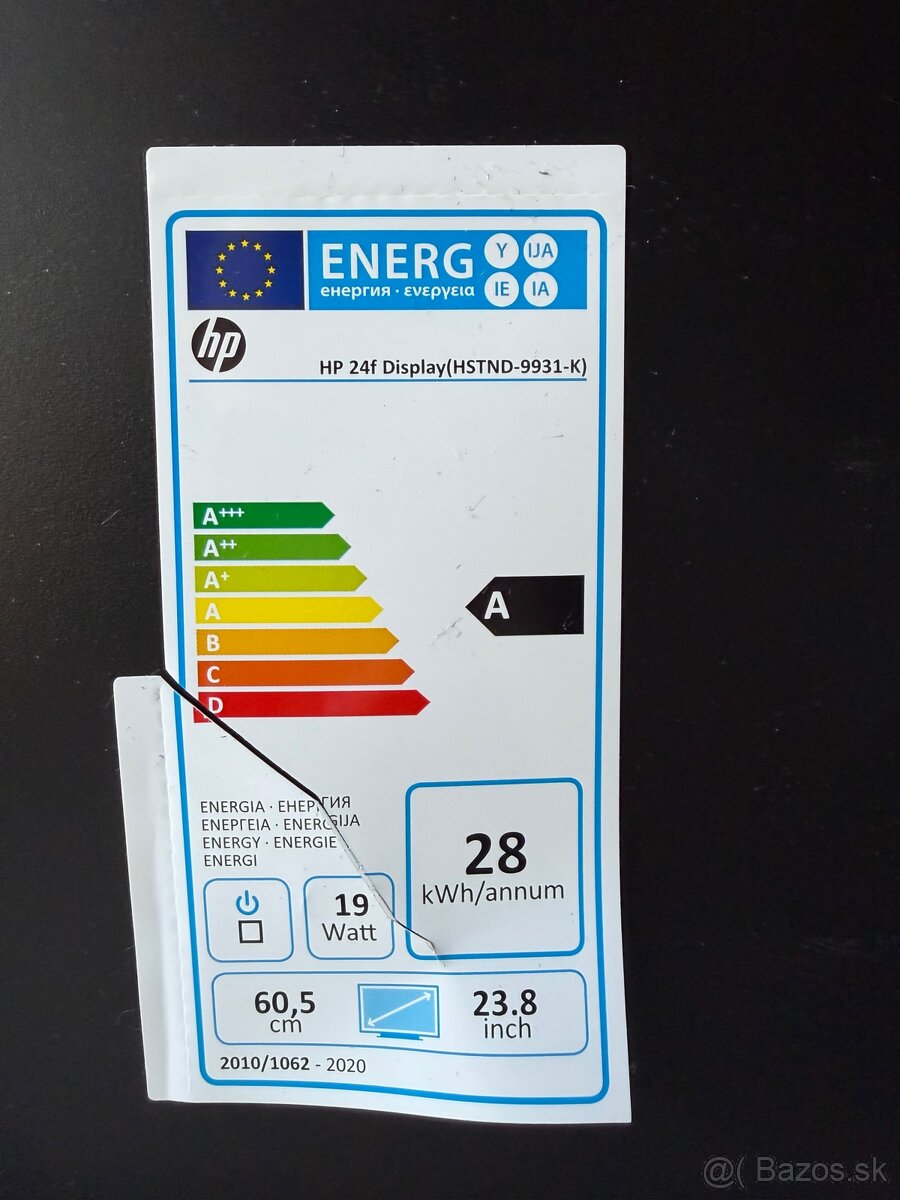 ENERG Y IJA
енергия · ενεργεια IE IA
hp
HP 24f Display(HSTND-9931-K)
A+++
A++
A+
A
A
B
C
D
ENERGIA · ЕНЕРГИЯ
ΕΝΕΡΓΕΙΑ · ENERGIJA
ENERGY · ENERGIE
ENERGI
19
Watt
28
kWh/annum
60,5
cm
23.8
inch
2010/1062 - 2020
@( Bazos.sk